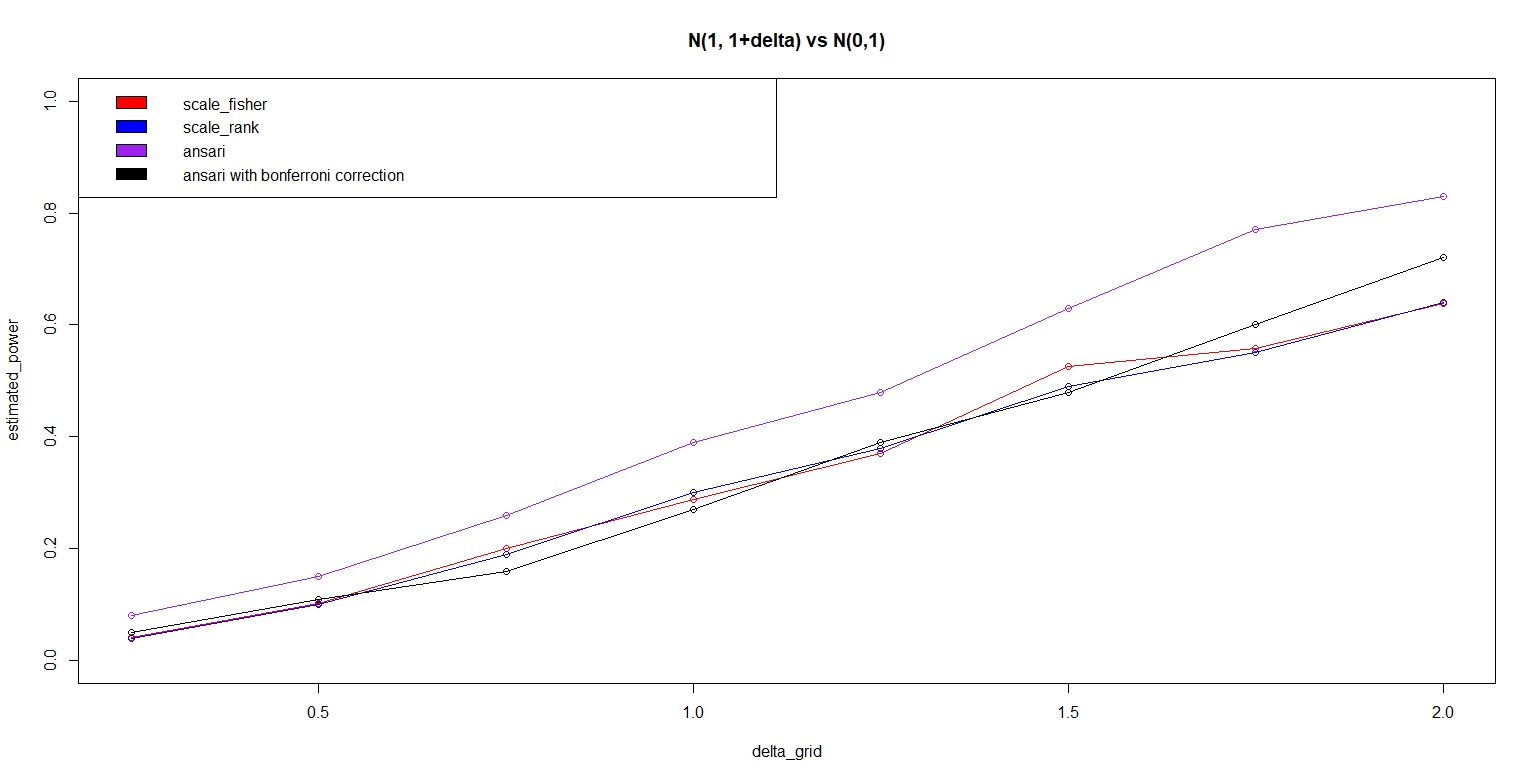 N(1, 1+delta) vs N(0,1)
scale_fisher
scale_rank
ansari
ansari with bonferroni correction
estimated_power
1.0
0.8
0.6
0.4
0.2
0.0
0.5
1.0
1.5
2.0
delta_grid